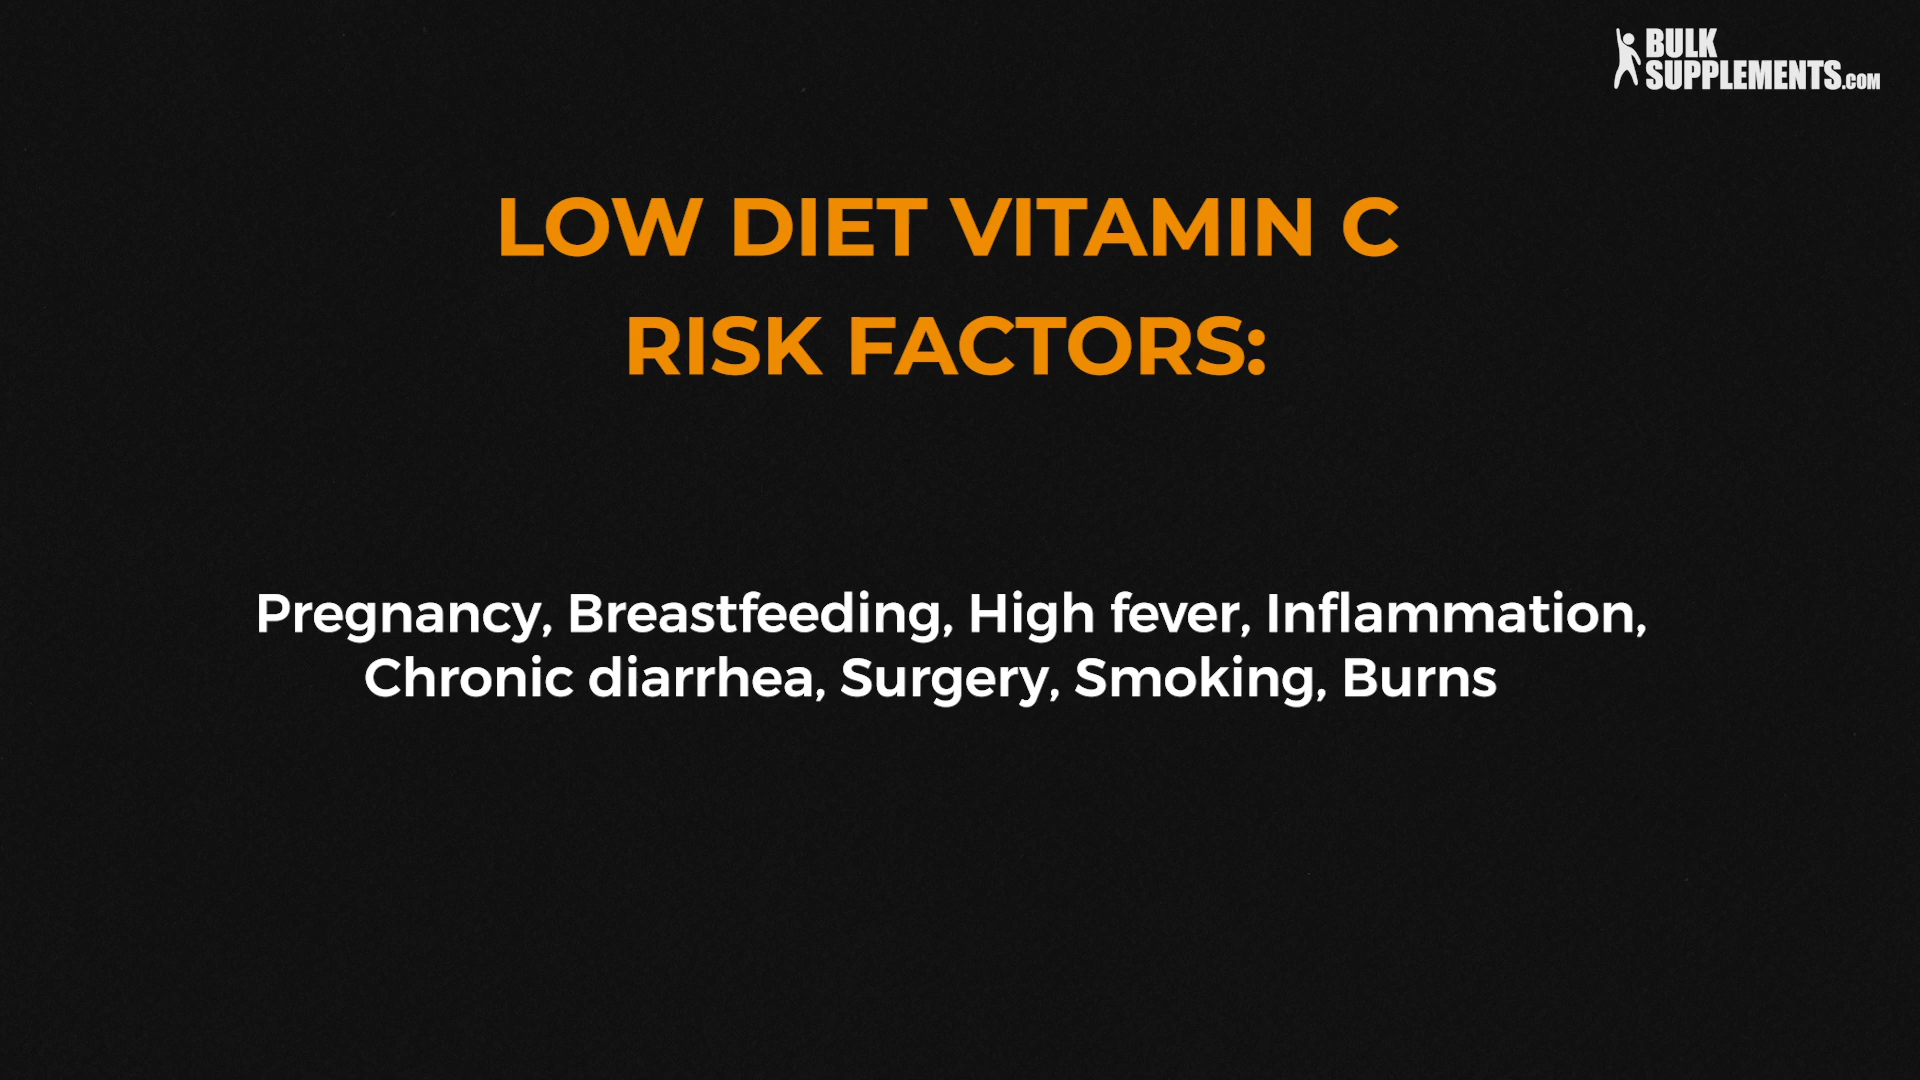 BULK
SUPPLEMENTS.COM
LOW DIET VITAMIN C
RISK FACTORS:
Pregnancy, Breastfeeding, High fever, Inflammation,
Chronic diarrhea, Surgery, Smoking, Burns